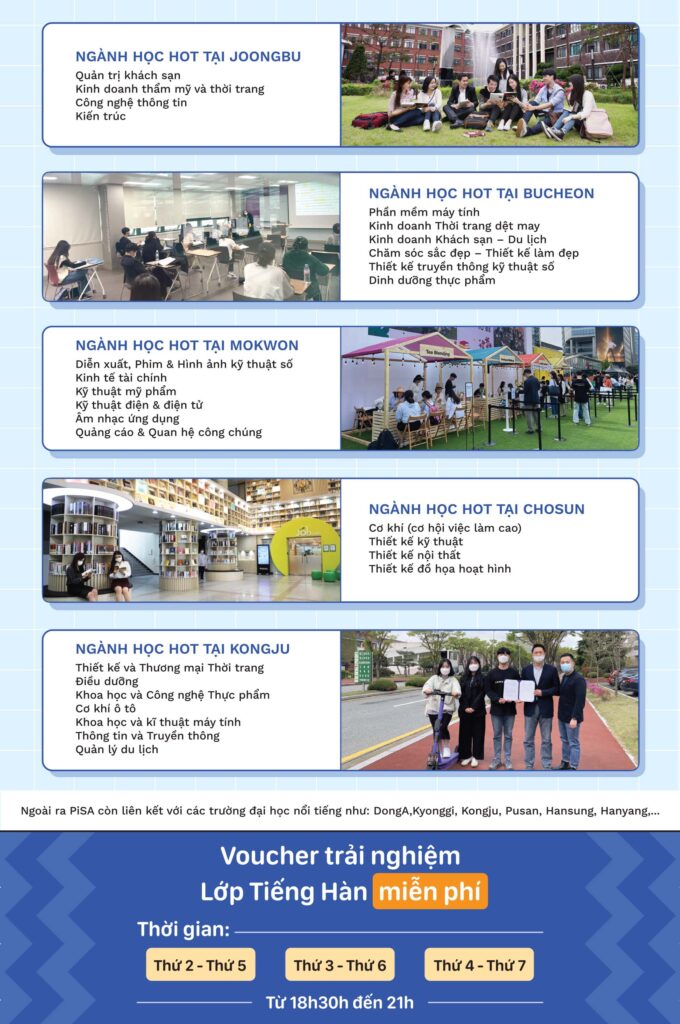 NGÀNH HỌC HOT TẠI JOONGBU
Quản trị khách sạn
Kinh doanh thẩm mỹ và thời trang
Công nghệ thông tin
Kiến trúc
NGÀNH HỌC HOT TẠI BUCHEON
Phần mềm máy tính
Kinh doanh Thời trang dệt may
Kinh doanh Khách sạn – Du lịch
Chăm sóc sắc đẹp – Thiết kế làm đẹp
Thiết kế truyền thông kỹ thuật số
Dinh dưỡng thực phẩm
NGÀNH HỌC HOT TẠI MOKWON
Diễn xuất, Phim & Hình ảnh kỹ thuật số
Kinh tế tài chính
Kỹ thuật mỹ phẩm
Kỹ thuật điện & điện tử
Âm nhạc ứng dụng
Quảng cáo & Quan hệ công chúng
Tea Blending
NGÀNH HỌC HOT TẠI CHOSUN
Cơ khí (cơ hội việc làm cao)
Thiết kế kỹ thuật
Thiết kế nội thất
Thiết kế đồ họa hoạt hình
Job
NGÀNH HỌC HOT TẠI KONGJU
Thiết kế và Thương mại Thời trang
Điều dưỡng
Khoa học và Công nghệ Thực phẩm
Cơ khí ô tô
Khoa học và kĩ thuật máy tính
Thông tin và Truyền thông
Quản lý du lịch
Ngoài ra PiSA còn liên kết với các trường đại học nổi tiếng như: DongA,Kyonggi, Kongju, Pusan, Hansung, Hanyang,...
Voucher trải nghiệm
Lớp Tiếng Hàn miễn phí
Thời gian:
Thứ 2 - Thứ 5
Thứ 3 - Thứ 6
Thứ 4 - Thứ 7
Từ 18h30h đến 21h